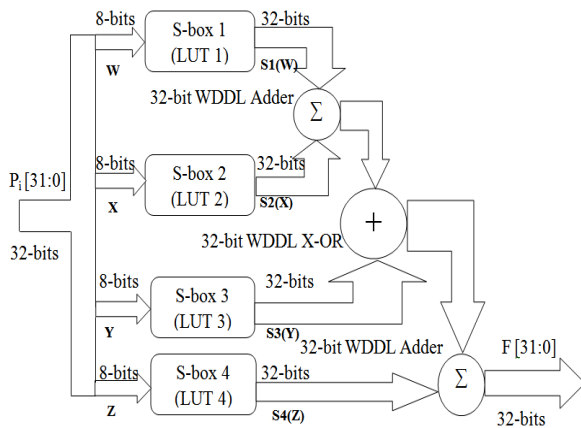 8-bits
S-box 1
(LUT 1)
32-bits
W
S1(W)
32-bit WDDL Adder
Σ
8-bits
S-box 2
(LUT 2)
32-bits
Pi [31:0]
X
S2(X)
+
32-bit WDDL X-OR
32-bits
8-bits
S-box 3
(LUT 3)
32-bits
Y
S3(Y)
32-bit WDDL Adder
F [31:0]
8-bits
S-box 4
(LUT 4)
32-bits
Σ
Z
S4(Z)
32-bits